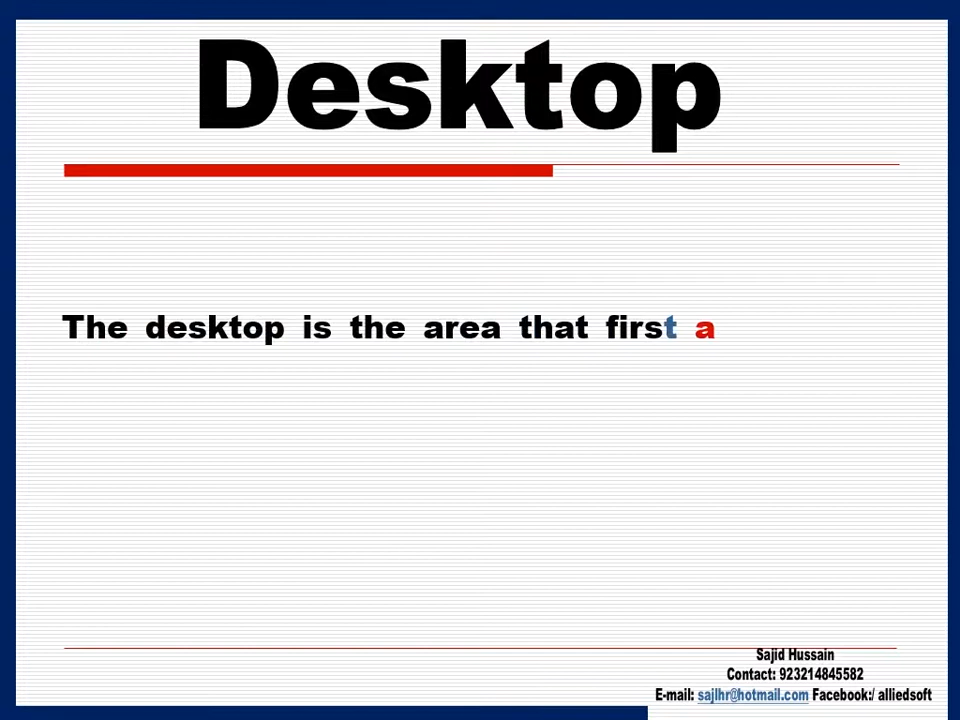 Desktop
The desktop is the area that first a
Sajid Hussain
Contact: 923214845582
E-mail: sajlhr@hotmail.com Facebook:/ alliedsoft